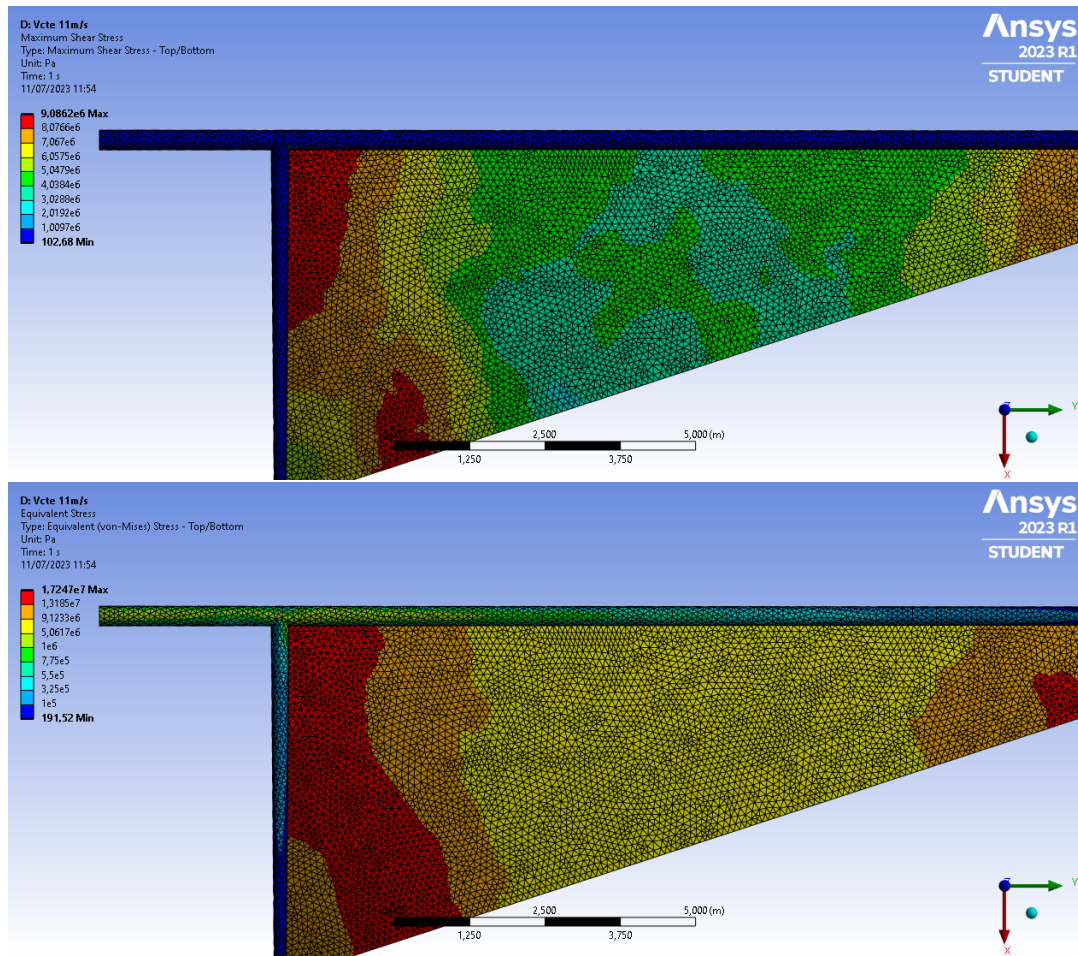 D: Vcte 11m/s
Maximum Shear Stress
Type: Maximum Shear Stress - Top/Bottom
Unit: Pa
Time: 1 s
11/07/2023 11:54
9,0862e6 Max
8,0766e6
7,067e6
6,0575e6
5,0479e6
4,0384e6
3,0288e6
2,0192e6
1,0097e6
102,68 Min
Ansys
2023 R1
STUDENT
2,500
5,000 (m)
1,250
3,750
Z
Y
X
D: Vcte 11m/s
Equivalent Stress
Type: Equivalent (von-Mises) Stress - Top/Bottom
Unit: Pa
Time: 1 s
11/07/2023 11:54
1,7247e7 Max
1,3185e7
9,1233e6
5,0617e6
1e6
7,75e5
5,5e5
3,25e5
1e5
191,52 Min
Ansys
2023 R1
STUDENT
2,500
5,000 (m)
1,250
3,750
Z
Y
X